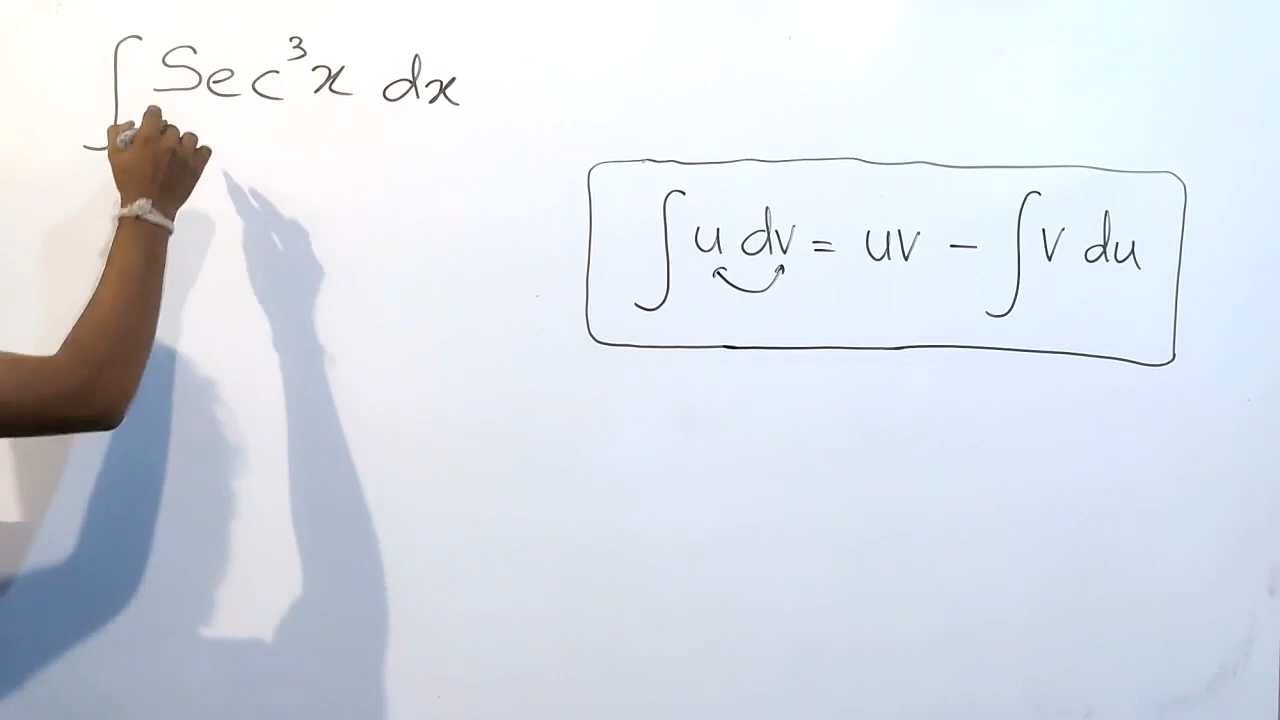 ∫ Sec³x dx
∫ u dv = uv − ∫ v du